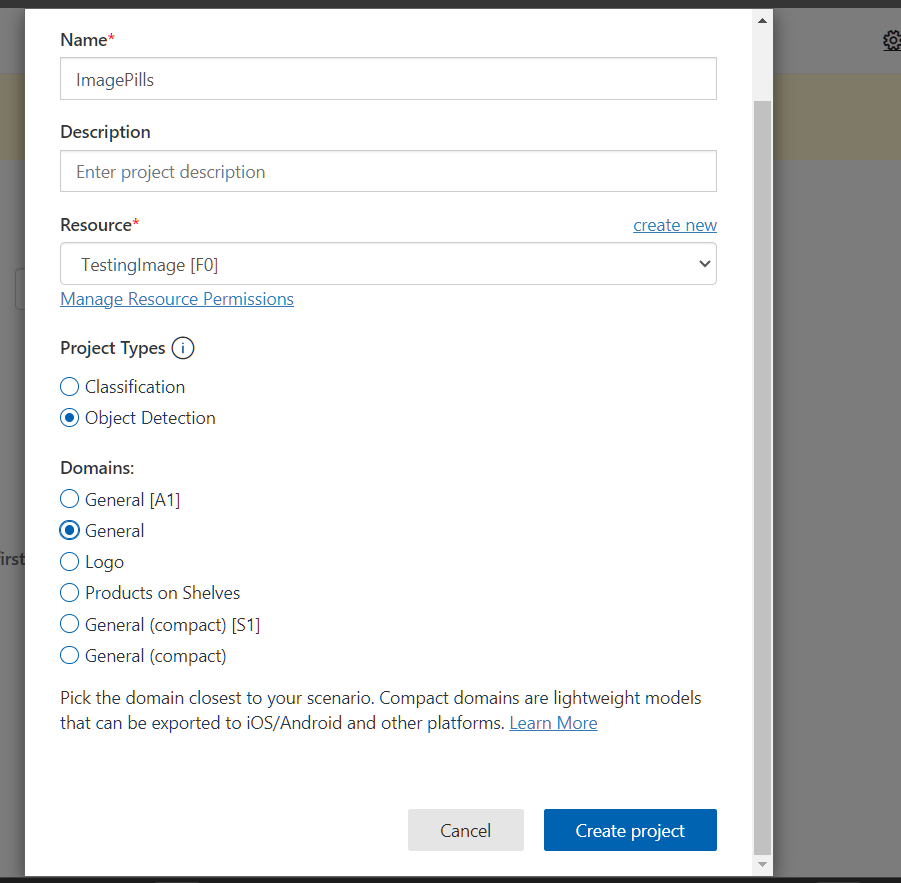 Name*
ImagePills
Description
Enter project description
Resource*
create new
TestingImage [F0]
Manage Resource Permissions
Project Types i
Classification
Object Detection
Domains:
General [A1]
General
irst
Logo
Products on Shelves
General (compact) [S1]
General (compact)
Pick the domain closest to your scenario. Compact domains are lightweight models
that can be exported to iOS/Android and other platforms. Learn More
Cancel
Create project